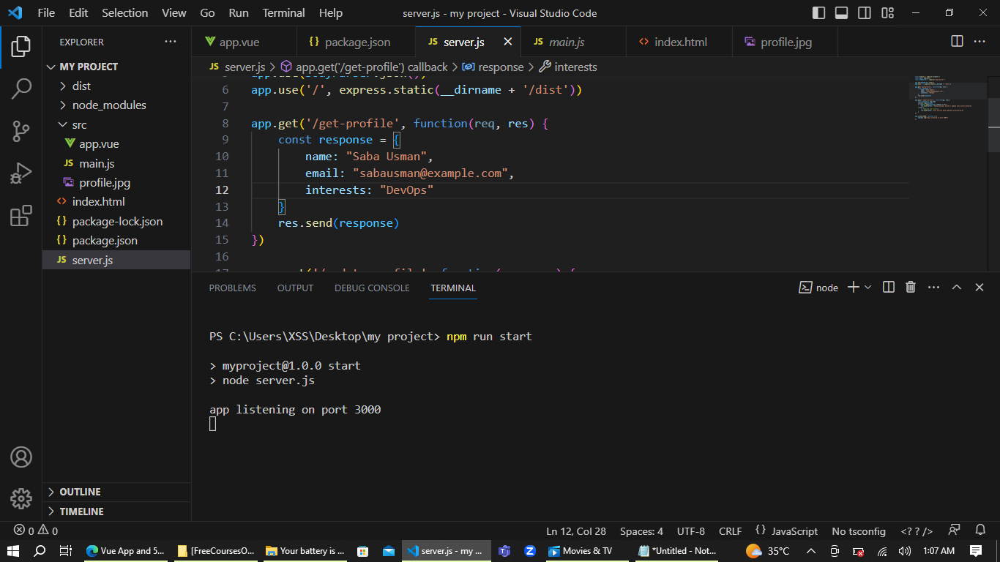 File Edit Selection View Go Run Terminal Help server.js - my project - Visual Studio Code
EXPLORER
MY PROJECT
dist
node_modules
src
app.vue
main.js
profile.jpg
index.html
package-lock.json
package.json
server.js
OUTLINE
TIMELINE
app.vue package.json server.js main.js index.html profile.jpg
server.js > app.get('/get-profile') callback > response > interests
6 app.use('/', express.static(__dirname + '/dist'))
7
8 app.get('/get-profile', function(req, res) {
9 const response = {
10 name: "Saba Usman",
11 email: "sabausman@example.com",
12 interests: "DevOps"
13 }
14 res.send(response)
15 })
16
PROBLEMS OUTPUT DEBUG CONSOLE TERMINAL node
PS C:\Users\XSS\Desktop\my project> npm run start
> myproject@1.0.0 start
> node server.js
app listening on port 3000
0 0 Ln 12, Col 28 Spaces: 4 UTF-8 CRLF {} JavaScript No tsconfig <? ? />
Vue App and 5... [FreeCoursesO... Your battery is ... server.js - my ... Movies & TV *Untitled - Not... 35°C 1:07 AM